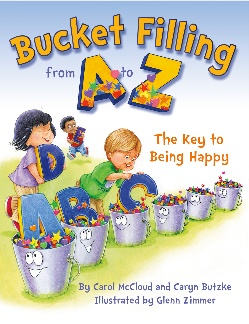 Bucket Filling
from A to Z
The Key to
Being Happy
D
A B C
By Carol McCloud and Caryn Butzke
Illustrated by Glenn Zimmer